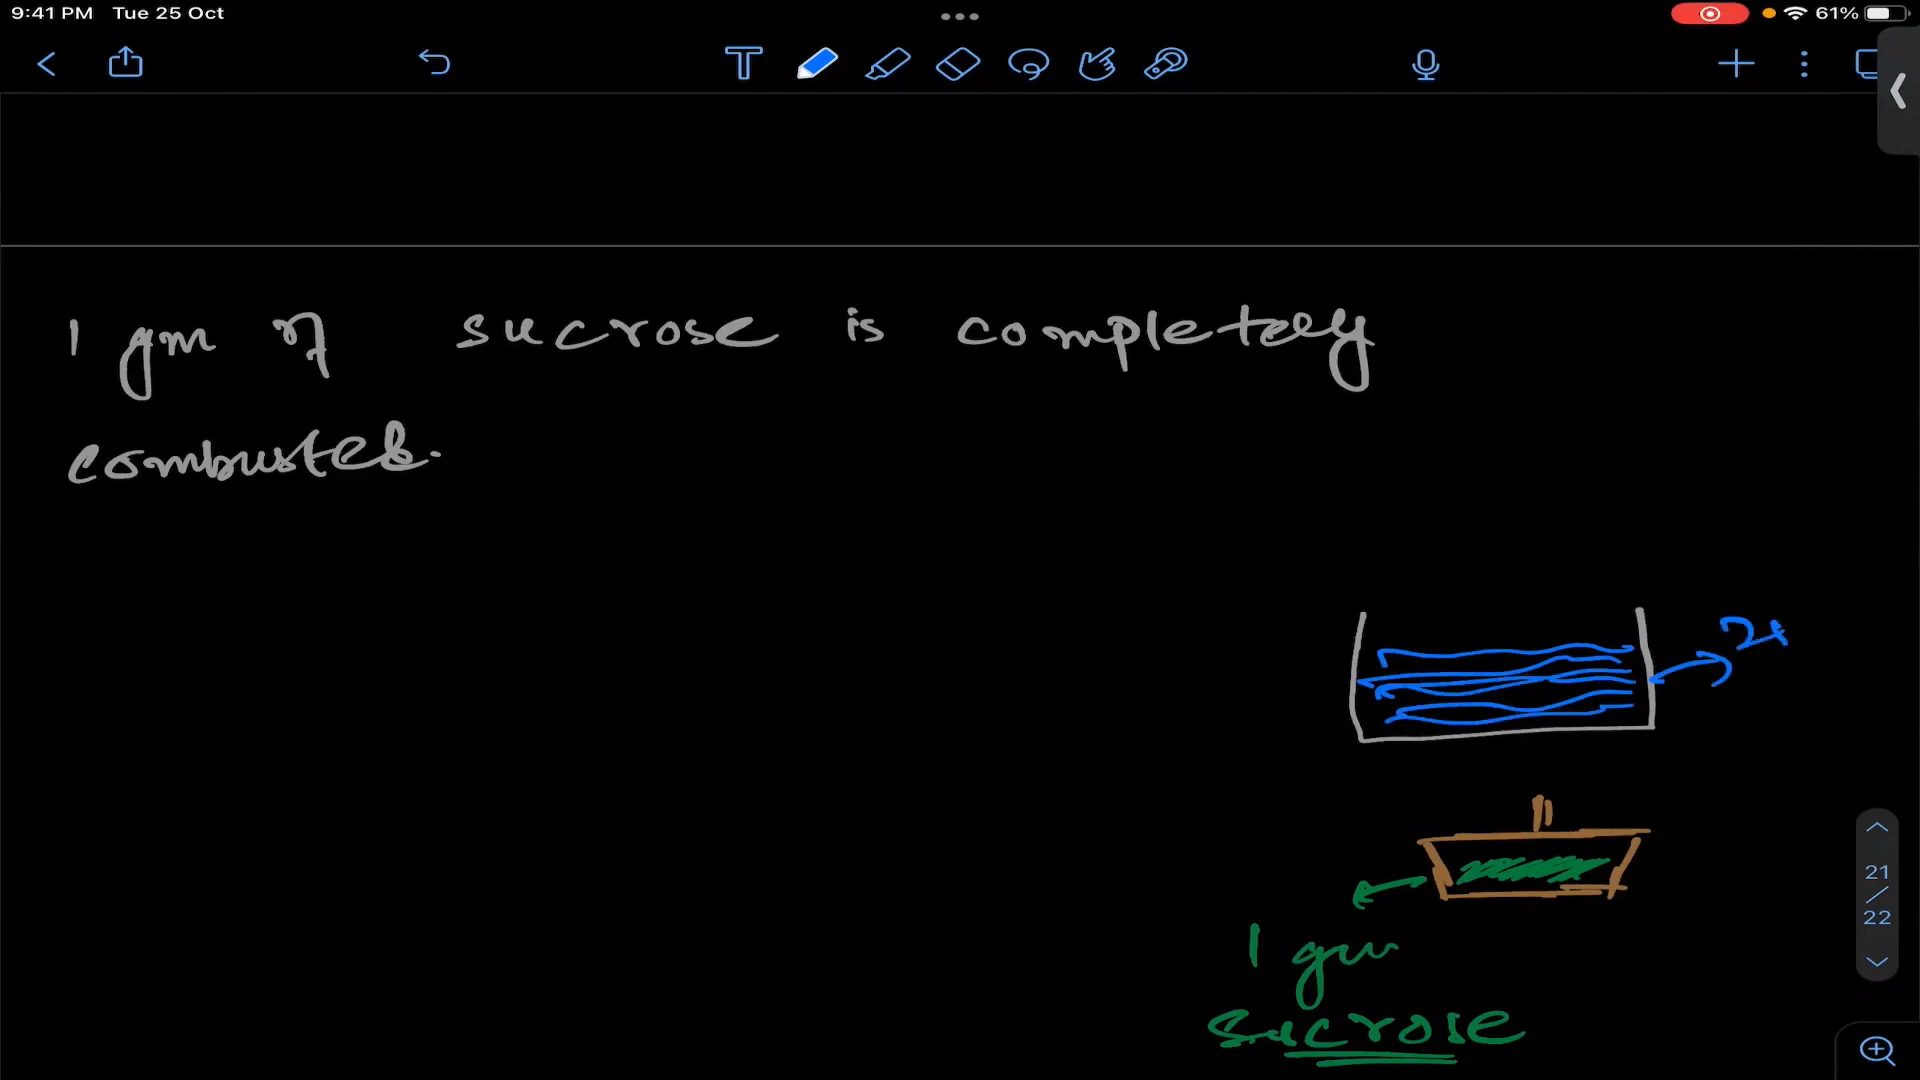 9:41 PM Tue 25 Oct
61%
T
1 gm of sucrose is completely
combusted.
21
22
1 gm
sucrose